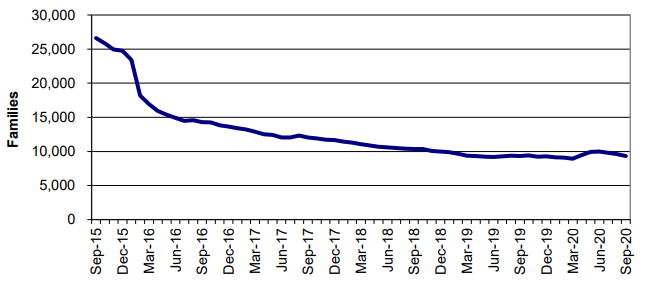 30,000
25,000
20,000
15,000
10,000
5,000
0
Families
Sep-15
Dec-15
Mar-16
Jun-16
Sep-16
Dec-16
Mar-17
Jun-17
Sep-17
Dec-17
Mar-18
Jun-18
Sep-18
Dec-18
Mar-19
Jun-19
Sep-19
Dec-19
Mar-20
Jun-20
Sep-20